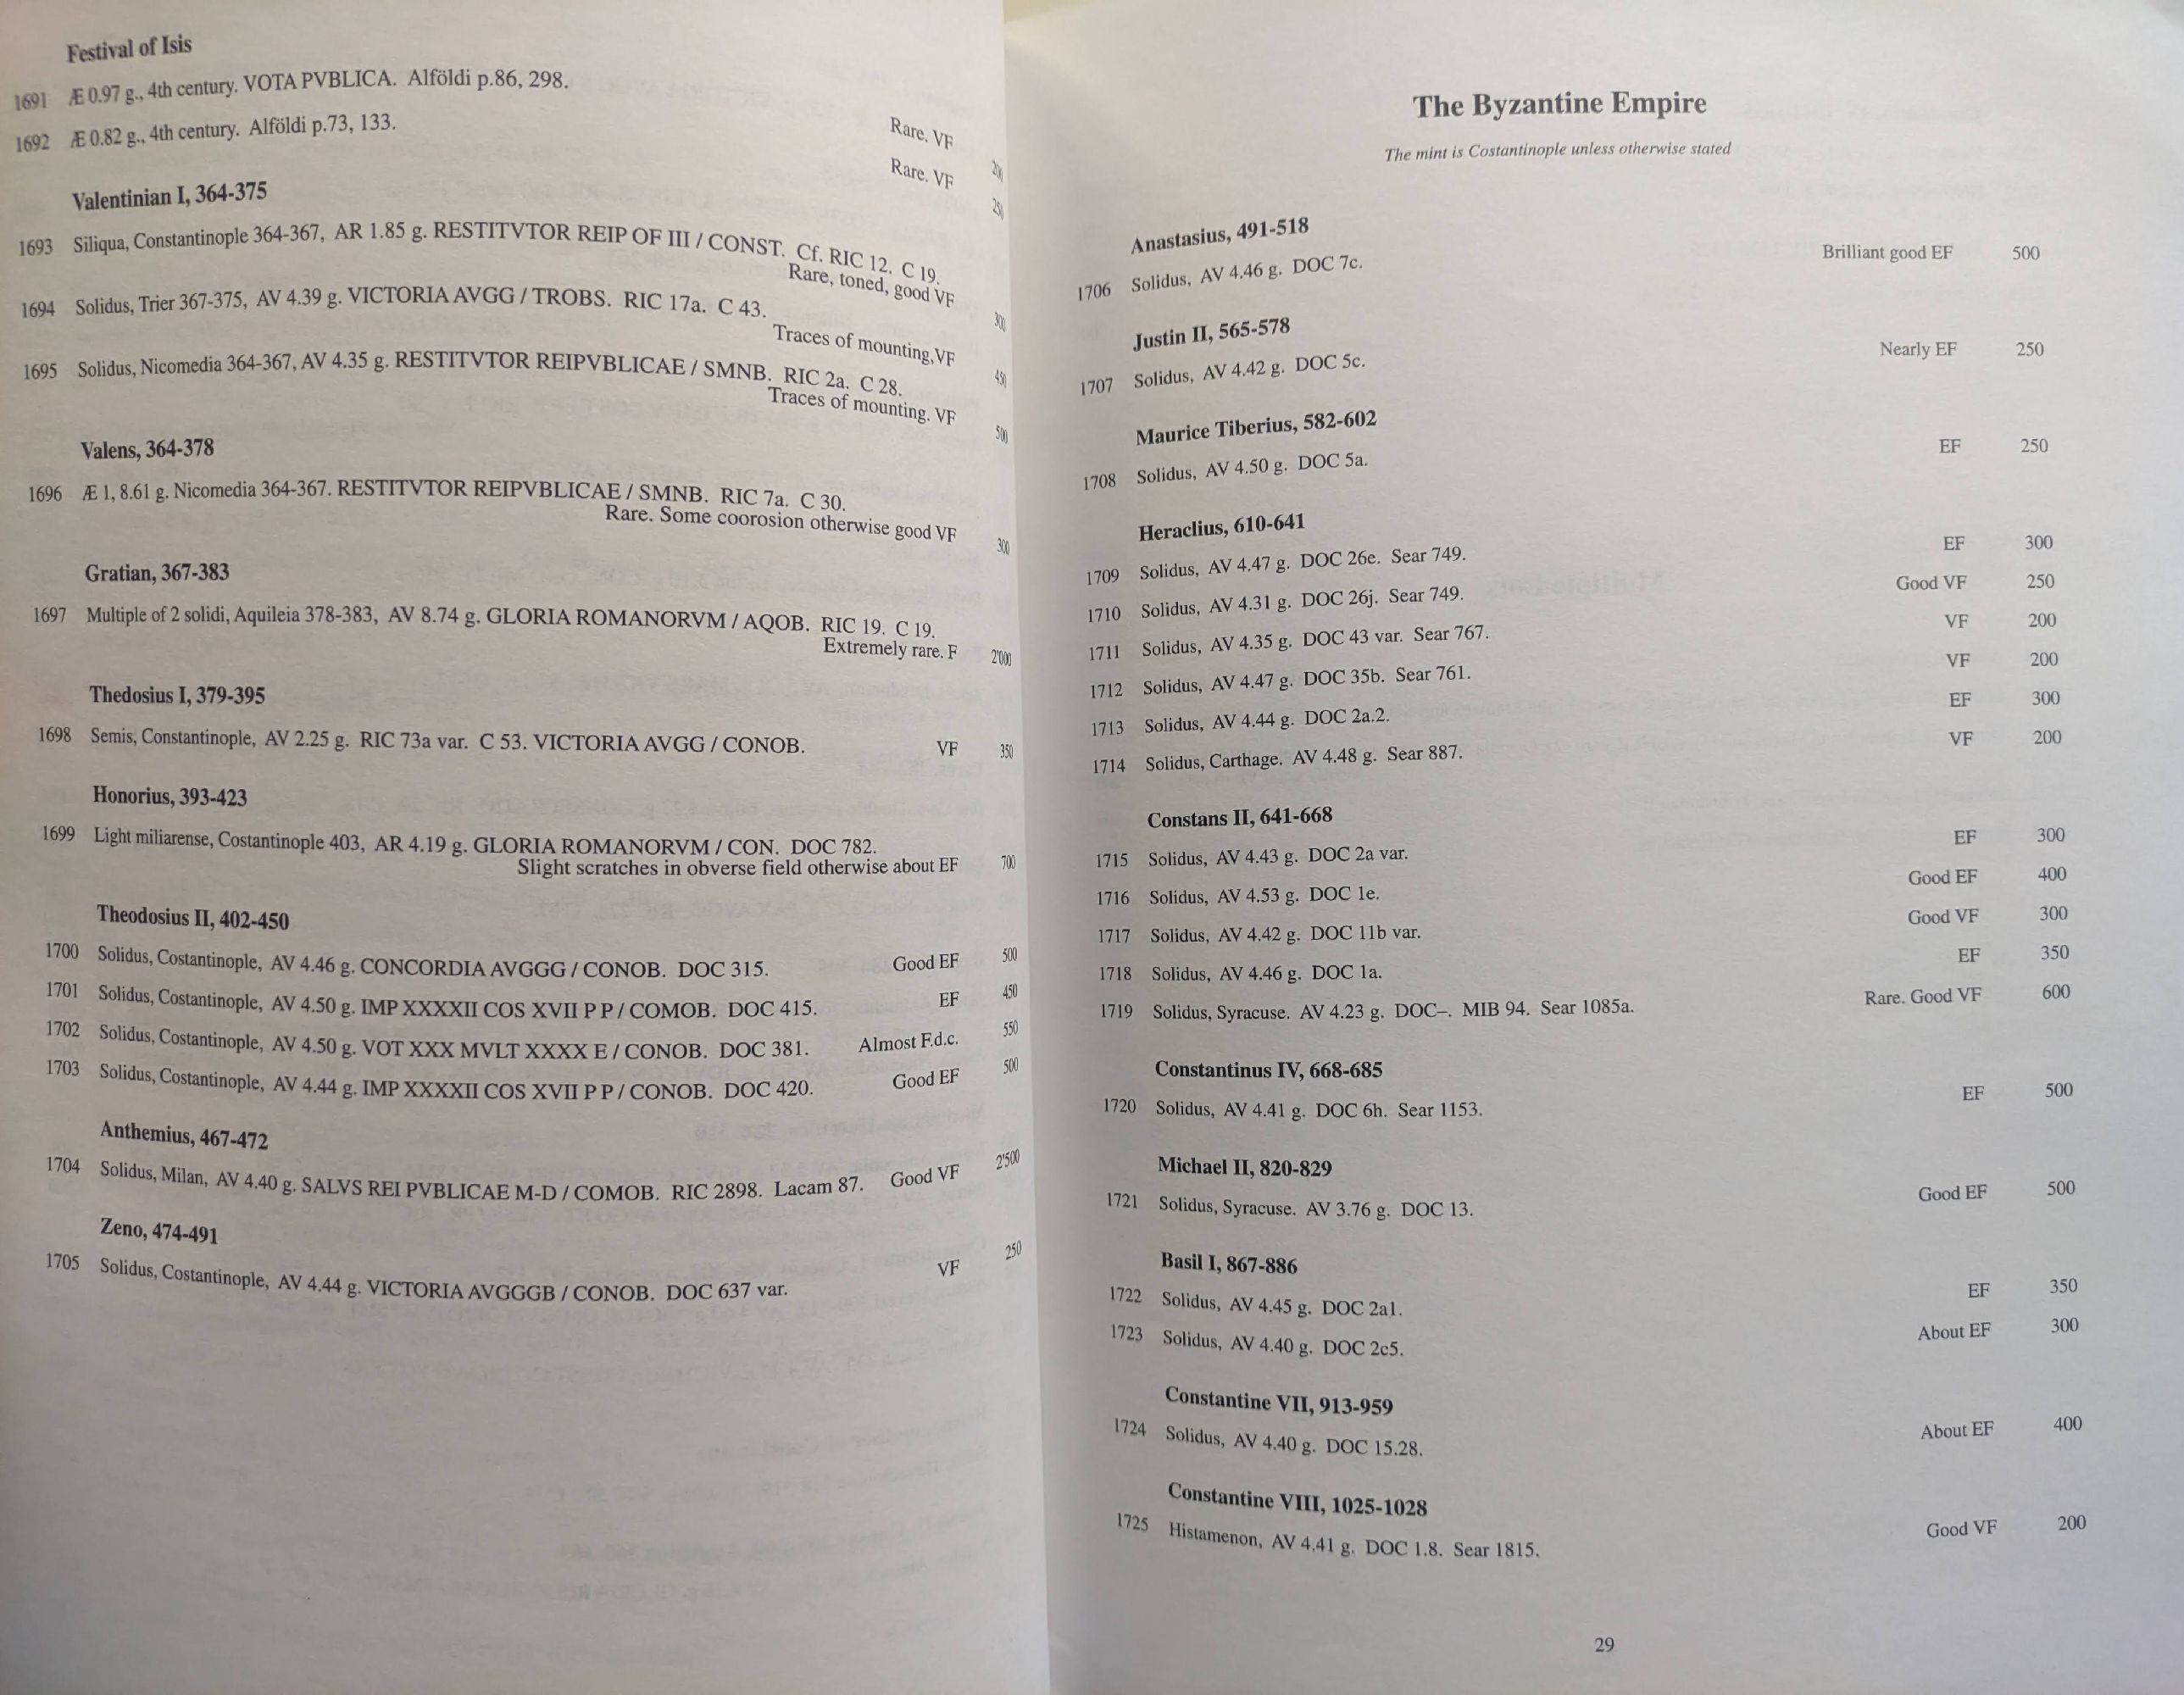 Festival of Isis
1691 Æ 0.97 g., 4th century. VOTA PVBLICA. Alföldi p.86, 298. Rare. VF 200
1692 Æ 0.82 g., 4th century. Alföldi p.73, 133. Rare. VF 250
Valentinian I, 364-375
1693 Siliqua, Constantinople 364-367, AR 1.85 g. RESTITVTOR REIP OF III / CONST. Cf. RIC 12. C 19.
Rare, toned, good VF 300
1694 Solidus, Trier 367-375, AV 4.39 g. VICTORIA AVGG / TROBS. RIC 17a. C 43.
Traces of mounting, VF 450
1695 Solidus, Nicomedia 364-367, AV 4.35 g. RESTITVTOR REIPVBLICAE / SMNB. RIC 2a. C 28.
Traces of mounting. VF 500
Valens, 364-378
1696 Æ 1, 8.61 g. Nicomedia 364-367. RESTITVTOR REIPVBLICAE / SMNB. RIC 7a. C 30.
Rare. Some coorosion otherwise good VF 300
Gratian, 367-383
1697 Multiple of 2 solidi, Aquileia 378-383, AV 8.74 g. GLORIA ROMANORVM / AQOB. RIC 19. C 19.
Extremely rare. F 2'000
Thedosius I, 379-395
1698 Semis, Constantinople, AV 2.25 g. RIC 73a var. C 53. VICTORIA AVGG / CONOB. VF 350
Honorius, 393-423
1699 Light miliarense, Costantinople 403, AR 4.19 g. GLORIA ROMANORVM / CON. DOC 782.
Slight scratches in obverse field otherwise about EF 700
Theodosius II, 402-450
1700 Solidus, Costantinople, AV 4.46 g. CONCORDIA AVGGG / CONOB. DOC 315. Good EF 500
1701 Solidus, Costantinople, AV 4.50 g. IMP XXXXII COS XVII P P / COMOB. DOC 415. EF 450
1702 Solidus, Costantinople, AV 4.50 g. VOT XXX MVLT XXXX E / CONOB. DOC 381. Almost F.d.c. 550
1703 Solidus, Costantinople, AV 4.44 g. IMP XXXXII COS XVII P P / CONOB. DOC 420. Good EF 500
Anthemius, 467-472
1704 Solidus, Milan, AV 4.40 g. SALVS REI PVBLICAE M-D / COMOB. RIC 2898. Lacam 87. Good VF 2'500
Zeno, 474-491
1705 Solidus, Costantinople, AV 4.44 g. VICTORIA AVGGGB / CONOB. DOC 637 var. VF 250
The Byzantine Empire
The mint is Costantinople unless otherwise stated
Anastasius, 491-518
1706 Solidus, AV 4.46 g. DOC 7c. Brilliant good EF 500
Justin II, 565-578
1707 Solidus, AV 4.42 g. DOC 5c. Nearly EF 250
Maurice Tiberius, 582-602
1708 Solidus, AV 4.50 g. DOC 5a. EF 250
Heraclius, 610-641
1709 Solidus, AV 4.47 g. DOC 26e. Sear 749. EF 300
1710 Solidus, AV 4.31 g. DOC 26j. Sear 749. Good VF 250
1711 Solidus, AV 4.35 g. DOC 43 var. Sear 767. VF 200
1712 Solidus, AV 4.47 g. DOC 35b. Sear 761. VF 200
1713 Solidus, AV 4.44 g. DOC 2a.2. EF 300
1714 Solidus, Carthage. AV 4.48 g. Sear 887. VF 200
Constans II, 641-668
1715 Solidus, AV 4.43 g. DOC 2a var. EF 300
1716 Solidus, AV 4.53 g. DOC 1e. Good EF 400
1717 Solidus, AV 4.42 g. DOC 11b var. Good VF 300
1718 Solidus, AV 4.46 g. DOC 1a. EF 350
1719 Solidus, Syracuse. AV 4.23 g. DOC–. MIB 94. Sear 1085a. Rare. Good VF 600
Constantinus IV, 668-685
1720 Solidus, AV 4.41 g. DOC 6h. Sear 1153. EF 500
Michael II, 820-829
1721 Solidus, Syracuse. AV 3.76 g. DOC 13. Good EF 500
Basil I, 867-886
1722 Solidus, AV 4.45 g. DOC 2a1. EF 350
1723 Solidus, AV 4.40 g. DOC 2c5. About EF 300
Constantine VII, 913-959
1724 Solidus, AV 4.40 g. DOC 15.28. About EF 400
Constantine VIII, 1025-1028
1725 Histamenon, AV 4.41 g. DOC 1.8. Sear 1815. Good VF 200
29